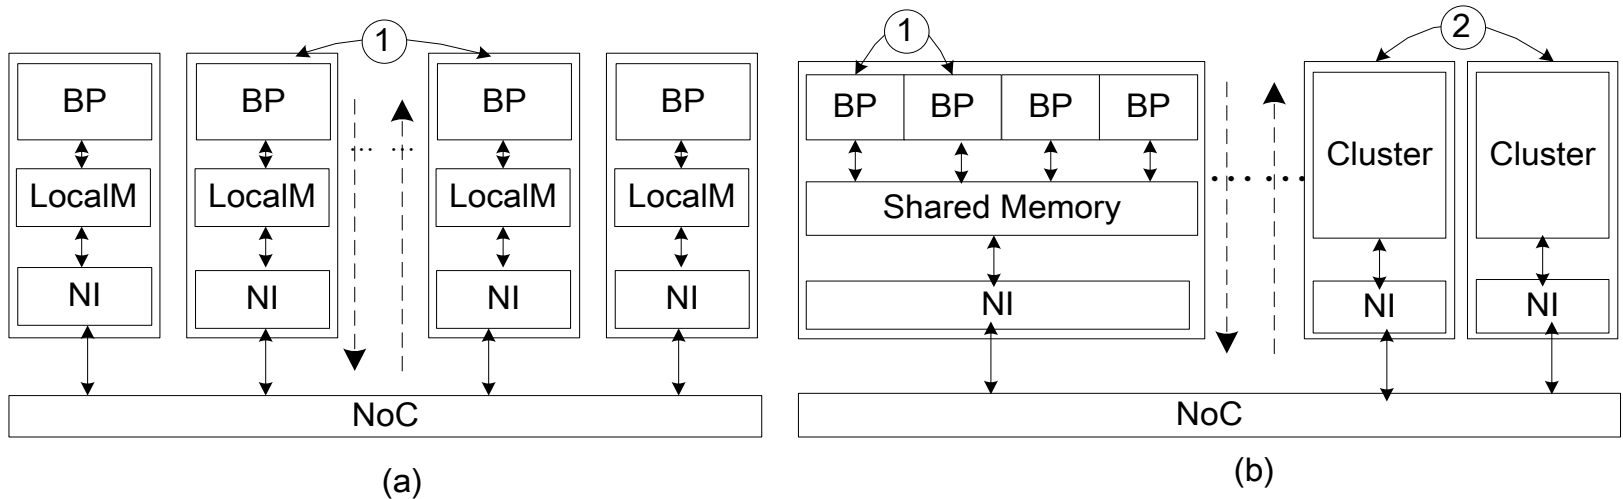 1
BP BP BP BP
... ...
LocalM LocalM LocalM LocalM
NI NI NI NI
NoC
(a)
1 2
BP BP BP BP
Cluster Cluster
Shared Memory
NI NI NI
NoC
(b)